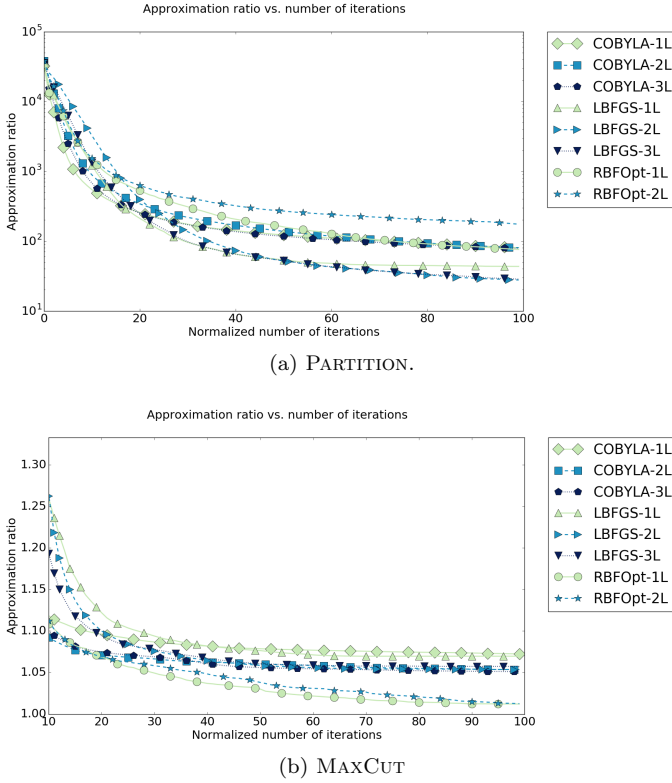 Approximation ratio vs. number of iterations
Approximation ratio
10^5
10^4
10^3
10^2
10^1
0 20 40 60 80 100
Normalized number of iterations
COBYLA-1L
COBYLA-2L
COBYLA-3L
LBFGS-1L
LBFGS-2L
LBFGS-3L
RBFOpt-1L
RBFOpt-2L
(a) PARTITION.
Approximation ratio vs. number of iterations
Approximation ratio
1.30
1.25
1.20
1.15
1.10
1.05
1.00
10 20 30 40 50 60 70 80 90 100
Normalized number of iterations
COBYLA-1L
COBYLA-2L
COBYLA-3L
LBFGS-1L
LBFGS-2L
LBFGS-3L
RBFOpt-1L
RBFOpt-2L
(b) MAXCUT